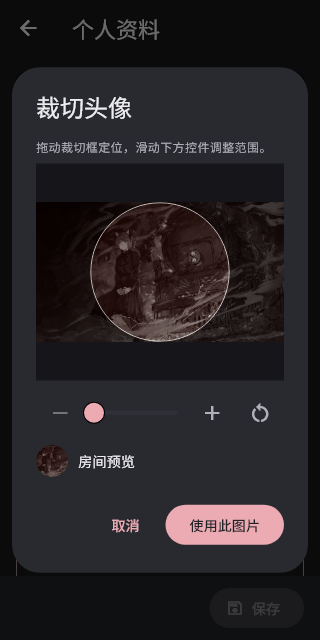 个人资料
裁切头像
拖动裁切框定位，滑动下方控件调整范围。
房间预览
取消
使用此图片
保存